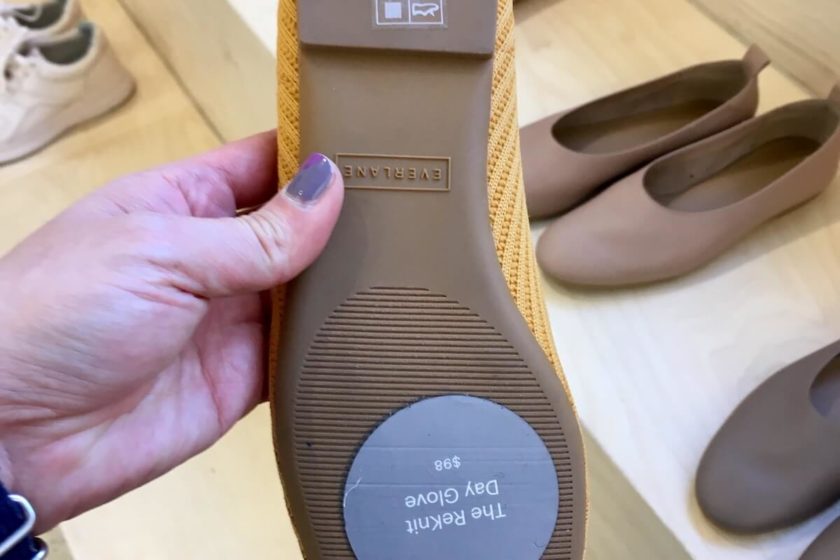 The ReKnit
Day Glove
$98
EVERLANE